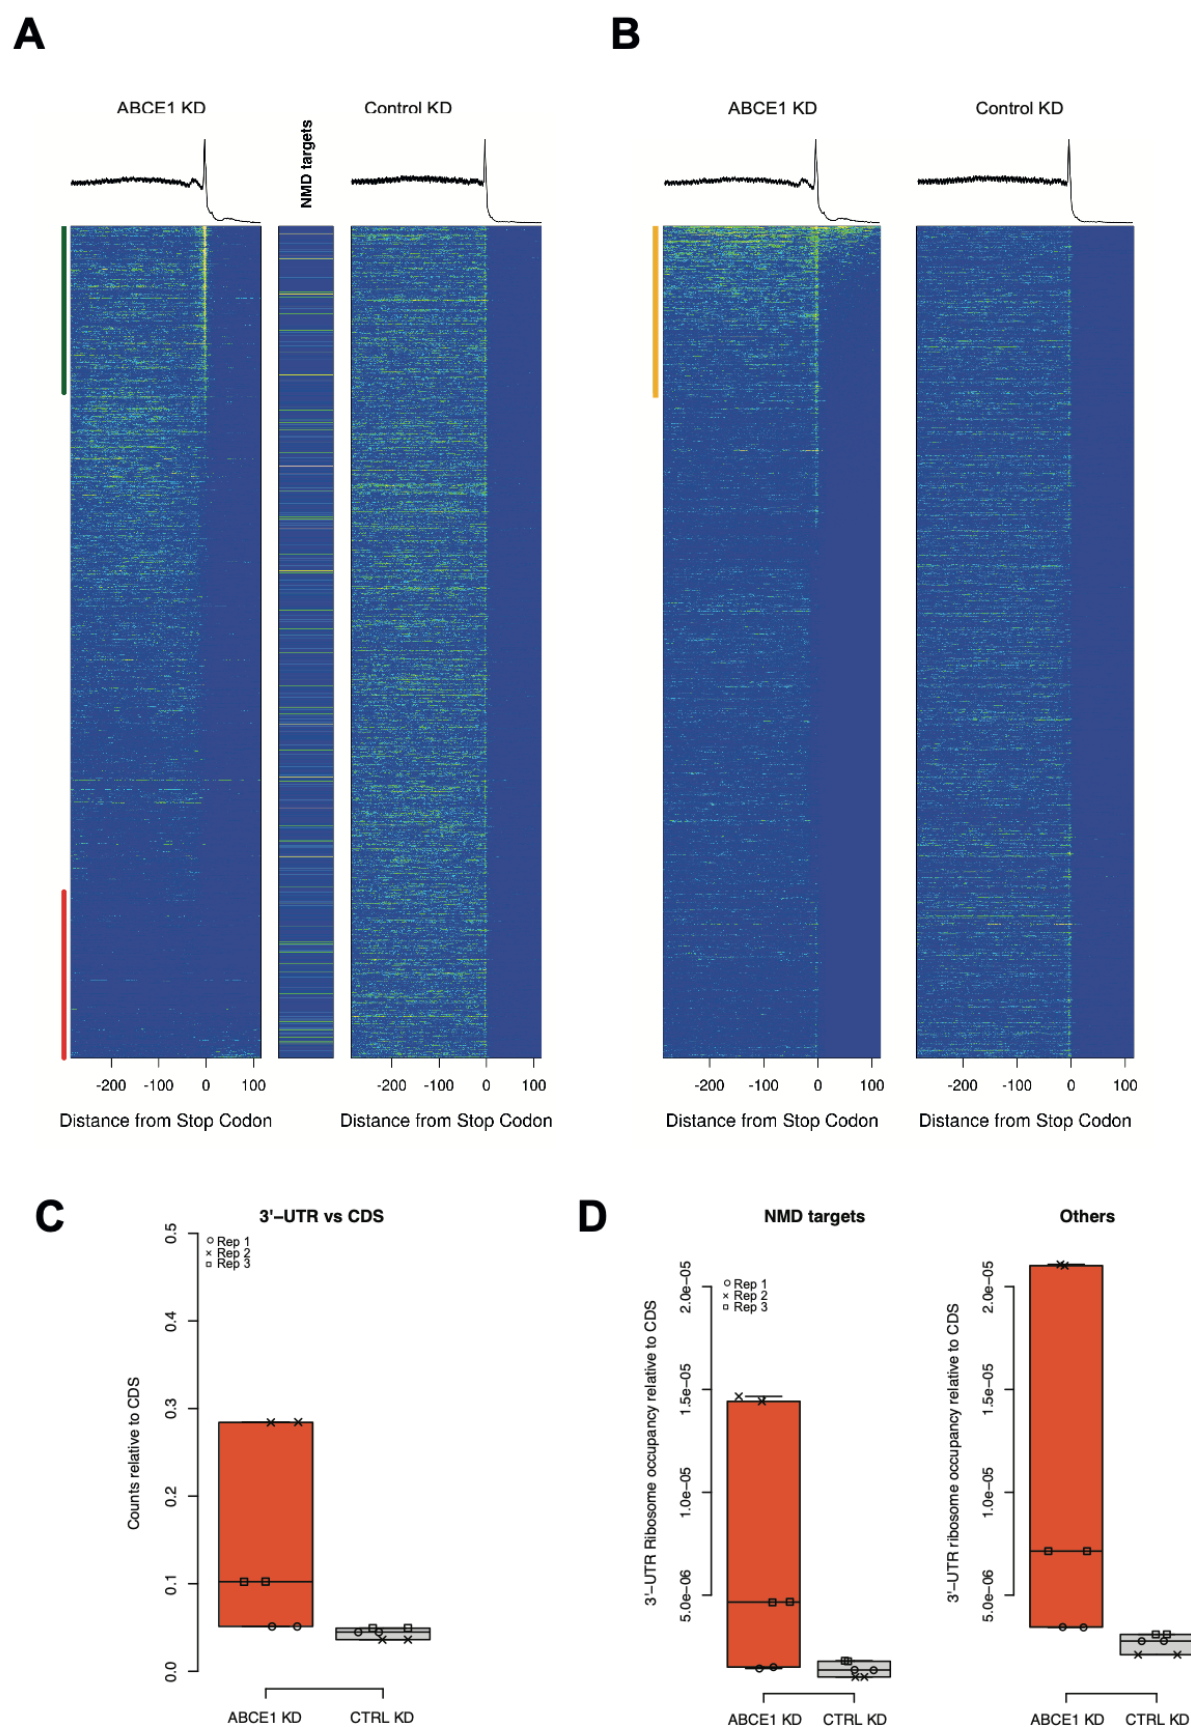 A
B
ABCE1 KD
NMD targets
Control KD
ABCE1 KD
Control KD
-200 -100 0 100
-200 -100 0 100
-200 -100 0 100
-200 -100 0 100
Distance from Stop Codon
Distance from Stop Codon
Distance from Stop Codon
Distance from Stop Codon
C
3'–UTR vs CDS
Counts relative to CDS
0.5
0.4
0.3
0.2
0.1
0.0
Rep 1
Rep 2
Rep 3
ABCE1 KD
CTRL KD
D
NMD targets
3'–UTR Ribosome occupancy relative to CDS
2.0e–05
1.5e–05
1.0e–05
5.0e–06
Rep 1
Rep 2
Rep 3
ABCE1 KD
CTRL KD
Others
3'–UTR ribosome occupancy relative to CDS
2.0e–05
1.5e–05
1.0e–05
5.0e–06
ABCE1 KD
CTRL KD